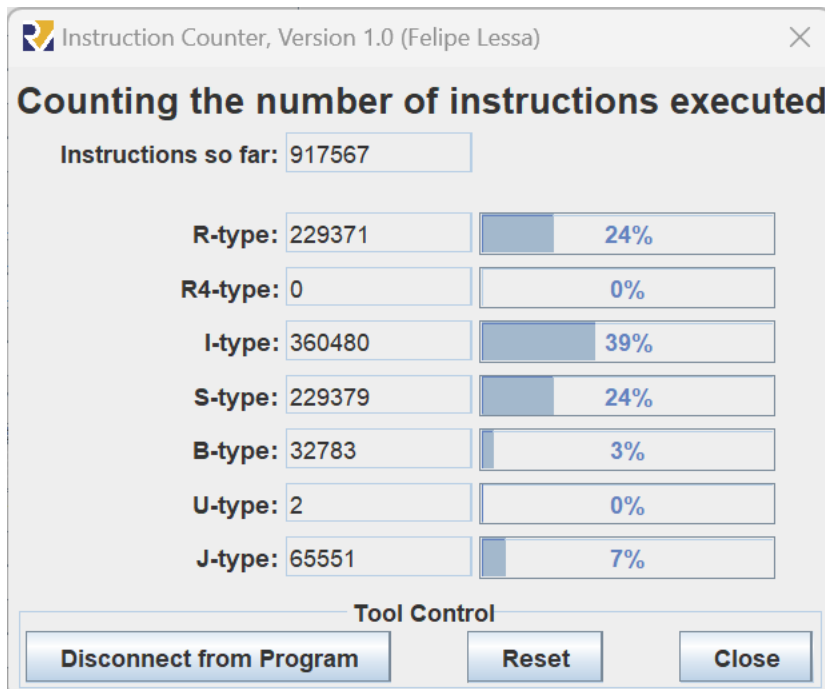 Instruction Counter, Version 1.0 (Felipe Lessa)
Counting the number of instructions executed
Instructions so far: 917567
R-type: 229371 24%
R4-type: 0 0%
I-type: 360480 39%
S-type: 229379 24%
B-type: 32783 3%
U-type: 2 0%
J-type: 65551 7%
Tool Control
Disconnect from Program Reset Close